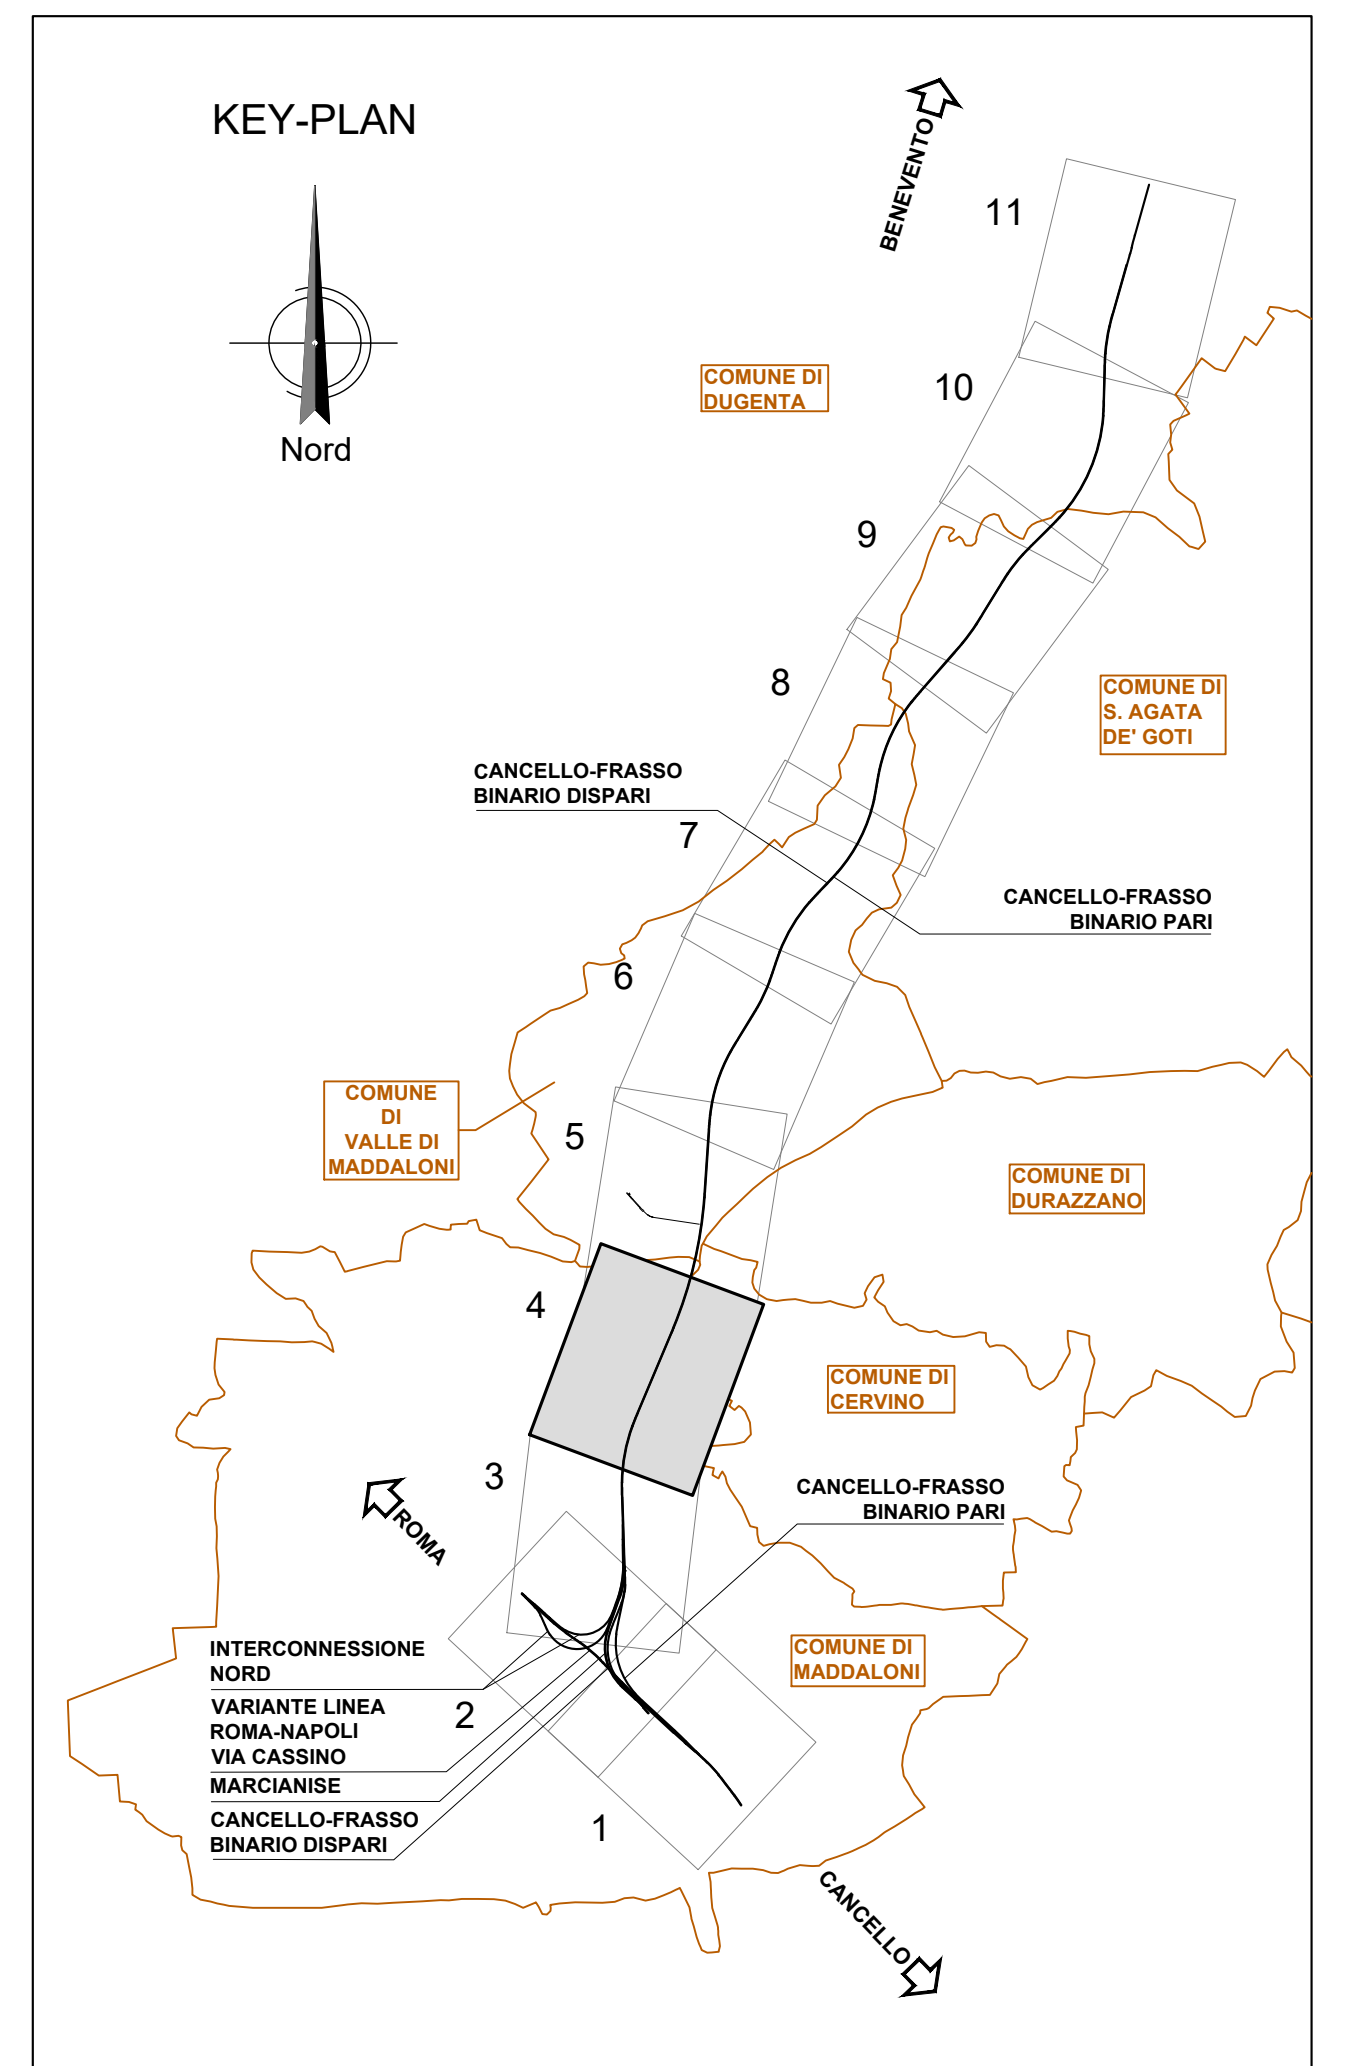 KEY-PLAN
Nord
BENEVENTO
11
10
COMUNE DI
DUGENTA
9
8
COMUNE DI
S. AGATA
DE' GOTI
CANCELLO-FRASSO
BINARIO DISPARI
7
CANCELLO-FRASSO
BINARIO PARI
6
COMUNE
DI
VALLE DI
MADDALONI
5
COMUNE DI
DURAZZANO
4
COMUNE DI
CERVINO
3
CANCELLO-FRASSO
BINARIO PARI
ROMA
INTERCONNESSIONE
NORD
COMUNE DI
MADDALONI
VARIANTE LINEA
ROMA-NAPOLI
VIA CASSINO
2
MARCIANISE
CANCELLO-FRASSO
BINARIO DISPARI
1
CANCELLO